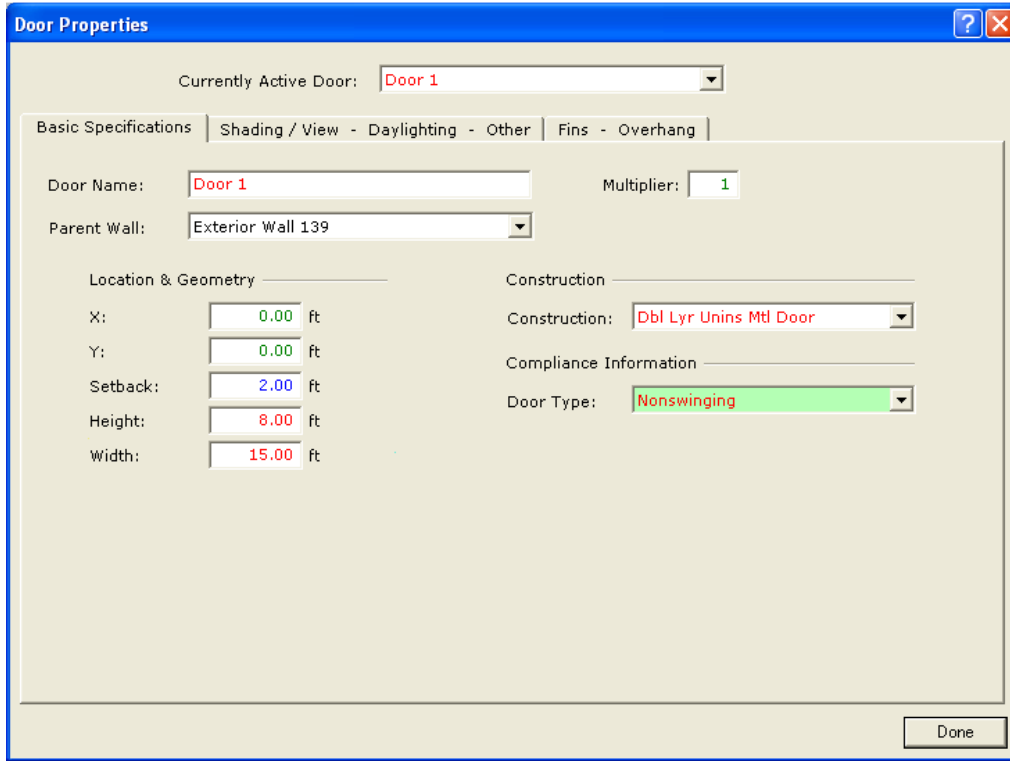 Door Properties
Currently Active Door: Door 1
Basic Specifications Shading / View - Daylighting - Other Fins - Overhang
Door Name: Door 1 Multiplier: 1
Parent Wall: Exterior Wall 139
Location & Geometry Construction
X: 0.00 ft Construction: Dbl Lyr Unins Mtl Door
Y: 0.00 ft
Compliance Information
Setback: 2.00 ft Door Type: Nonswinging
Height: 8.00 ft
Width: 15.00 ft
Done